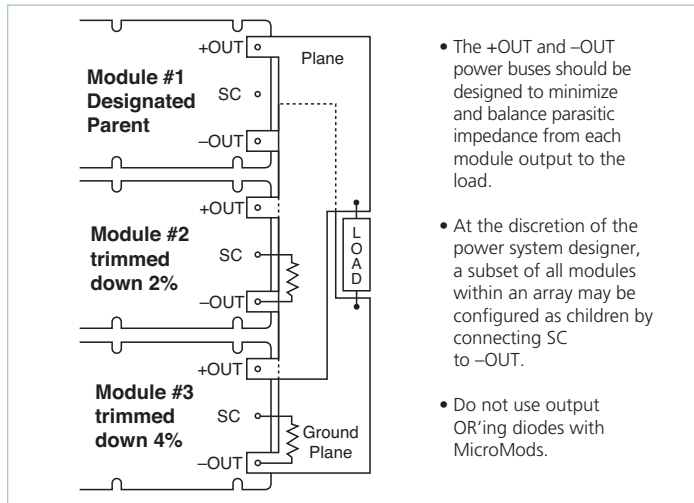 +OUT
Plane
Module #1
Designated
Parent
SC
–OUT
+OUT
Module #2
trimmed
down 2%
SC
–OUT
L
O
A
D
+OUT
Module #3
trimmed
down 4%
SC
Ground
Plane
–OUT
• The +OUT and –OUT
power buses should be
designed to minimize
and balance parasitic
impedance from each
module output to the
load.
• At the discretion of the
power system designer,
a subset of all modules
within an array may be
configured as children by
connecting SC
to –OUT.
• Do not use output
OR'ing diodes with
MicroMods.